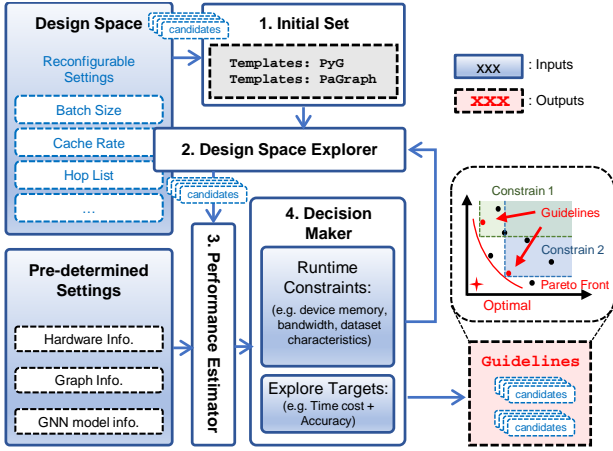 Design Space
Reconfigurable
Settings
Batch Size
Cache Rate
Hop List
...
candidates
1. Initial Set
Templates: PyG
Templates: PaGraph
2. Design Space Explorer
candidates
Pre-determined
Settings
Hardware Info.
Graph Info.
GNN model info.
3. Performance Estimator
4. Decision
Maker
Runtime
Constraints:
(e.g. device memory,
bandwidth, dataset
characteristics)
Explore Targets:
(e.g. Time cost +
Accuracy)
xxx : Inputs
xxx : Outputs
Constrain 1
Guidelines
Constrain 2
Pareto Front
Optimal
Guidelines
candidates
candidates